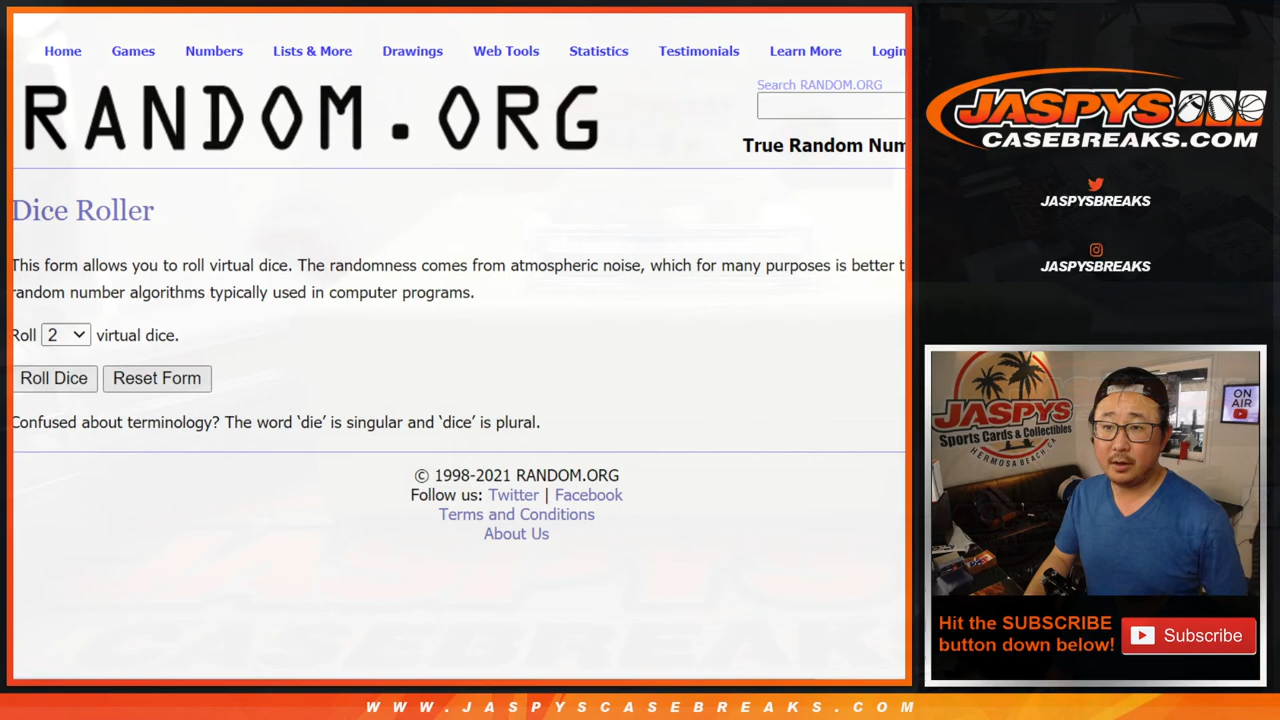 Home Games Numbers Lists & More Drawings Web Tools Statistics Testimonials Learn More Login
RANDOM.ORG
Search RANDOM.ORG
True Random Num
Dice Roller
This form allows you to roll virtual dice. The randomness comes from atmospheric noise, which for many purposes is better t
random number algorithms typically used in computer programs.
Roll 2 virtual dice.
Roll Dice Reset Form
Confused about terminology? The word ‘die’ is singular and ‘dice’ is plural.
© 1998-2021 RANDOM.ORG
Follow us: Twitter | Facebook
Terms and Conditions
About Us
JASPYS
CASEBREAKS.COM
JASPYSBREAKS
JASPYSBREAKS
JASPYS
Sports Cards & Collectibles
HERMOSA BEACH, CA
ON
AIR
Hit the SUBSCRIBE
button down below!
Subscribe
WWW.JASPYSCASEBREAKS.COM